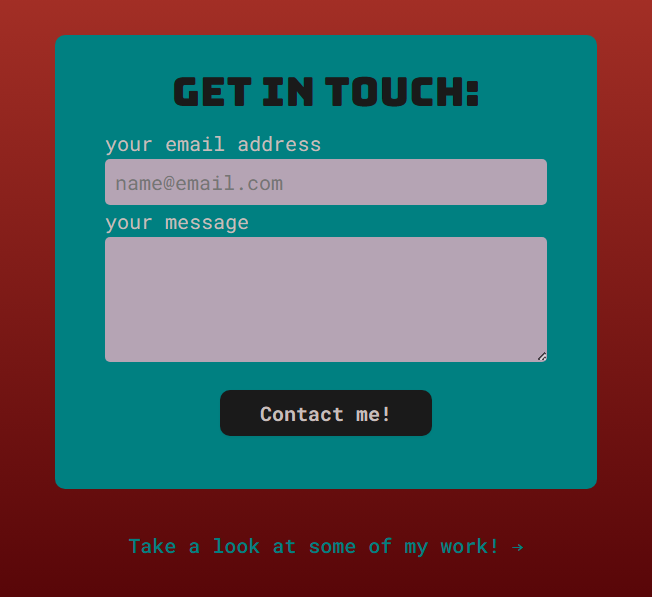 GET IN TOUCH:
your email address
name@email.com
your message
Contact me!
Take a look at some of my work! →